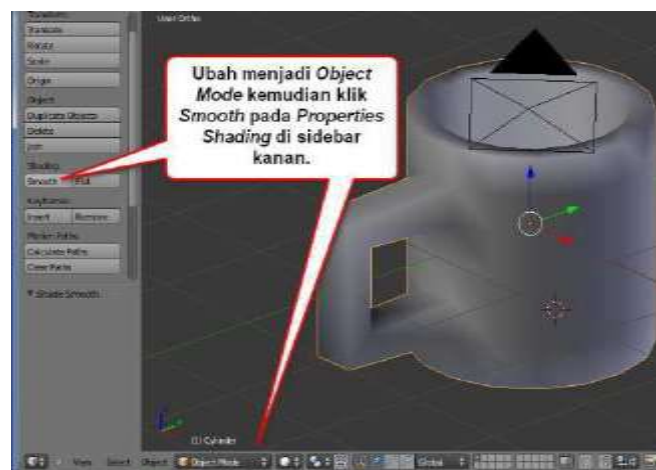 Transform
Translate
Rotate
Scale
Origin
Object
Duplicate Objects
Delete
Join
Shading
Smooth Flat
Keyframes
Insert Remove
Motion Paths
Calculate Paths
Clear Paths
Shade Smooth
User Ortho
Ubah menjadi Object
Mode kemudian klik
Smooth pada Properties
Shading di sidebar
kanan.
(1) Cylinder
View Select Object Object Mode Global